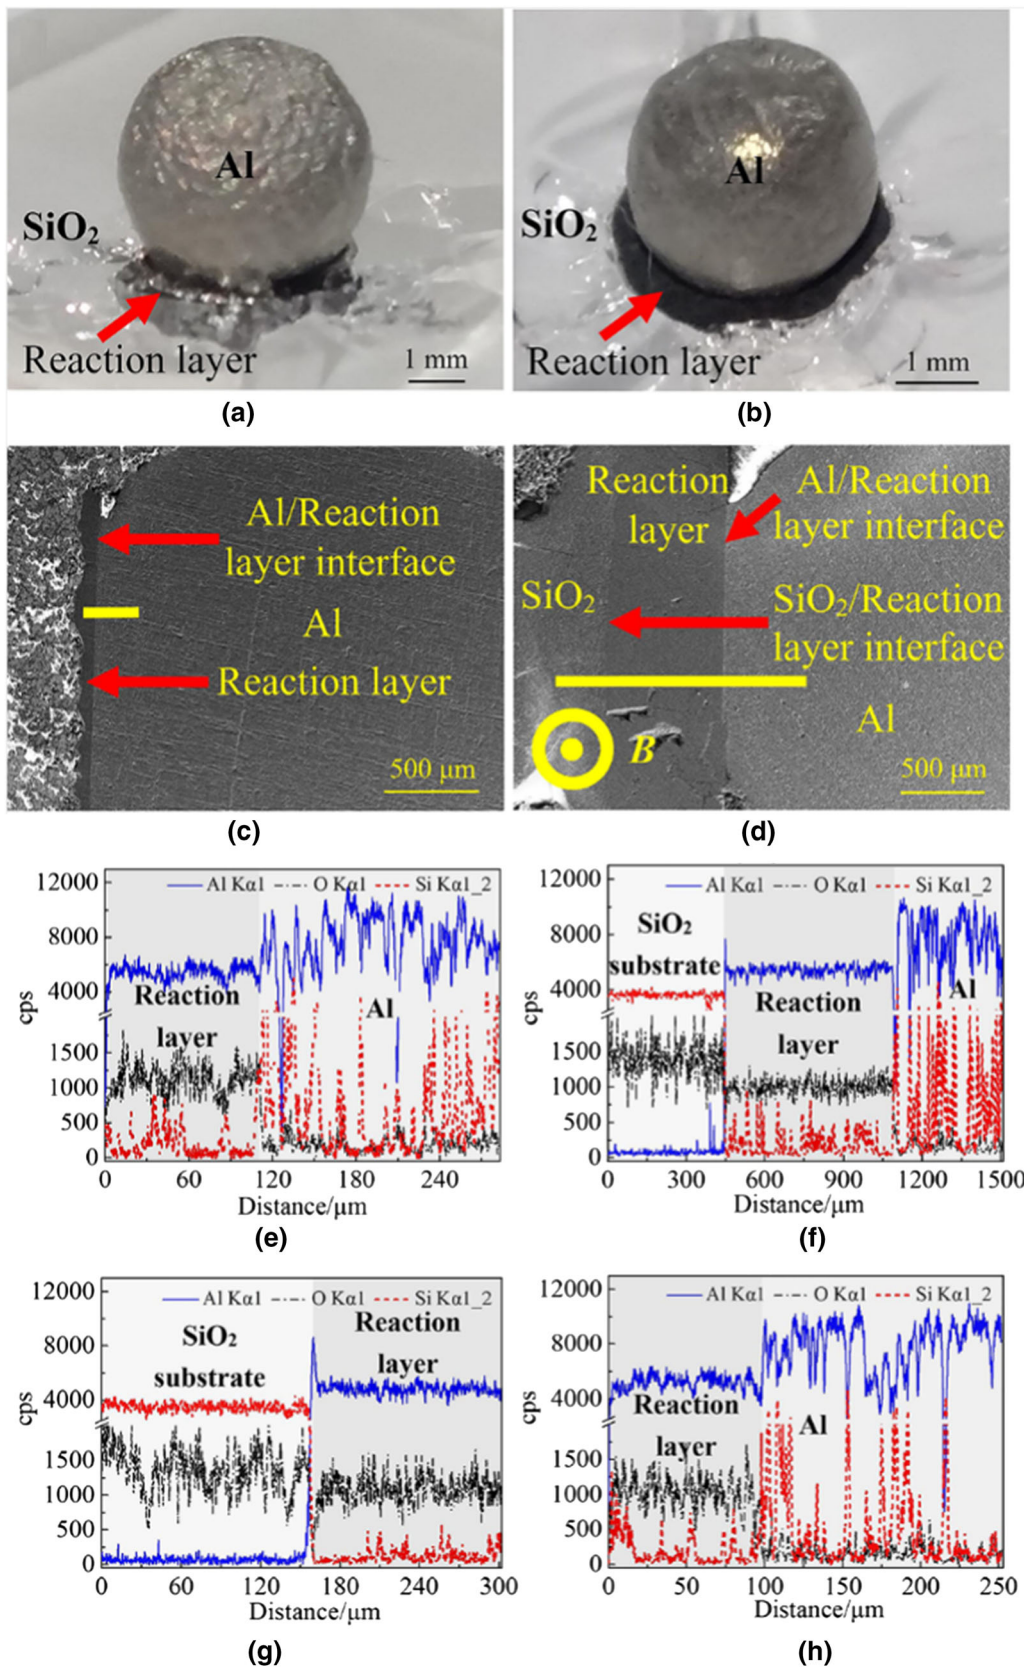 Al
SiO2
Reaction layer
1 mm
(a)
Al
SiO2
Reaction layer
1 mm
(b)
Al/Reaction
layer interface
Al
Reaction layer
500 μm
(c)
Reaction
layer
Al/Reaction
layer interface
SiO2
SiO2/Reaction
layer interface
Al
B
500 μm
(d)
12000
8000
4000
1500
1000
500
0
cps
Al Kα1 O Kα1 Si Kα1_2
Reaction
layer
Al
0 60 120 180 240
Distance/μm
(e)
12000
8000
4000
1500
1000
500
0
Al Kα1 O Kα1 Si Kα1_2
SiO2
substrate
Reaction
layer
Al
0 300 600 900 1200 1500
Distance/μm
(f)
12000
8000
4000
1500
1000
500
0
cps
Al Kα1 O Kα1 Si Kα1_2
SiO2
substrate
Reaction
layer
0 60 120 180 240 300
Distance/μm
(g)
12000
8000
4000
1500
1000
500
0
Al Kα1 O Kα1 Si Kα1_2
Reaction
layer
Al
0 50 100 150 200 250
Distance/μm
(h)